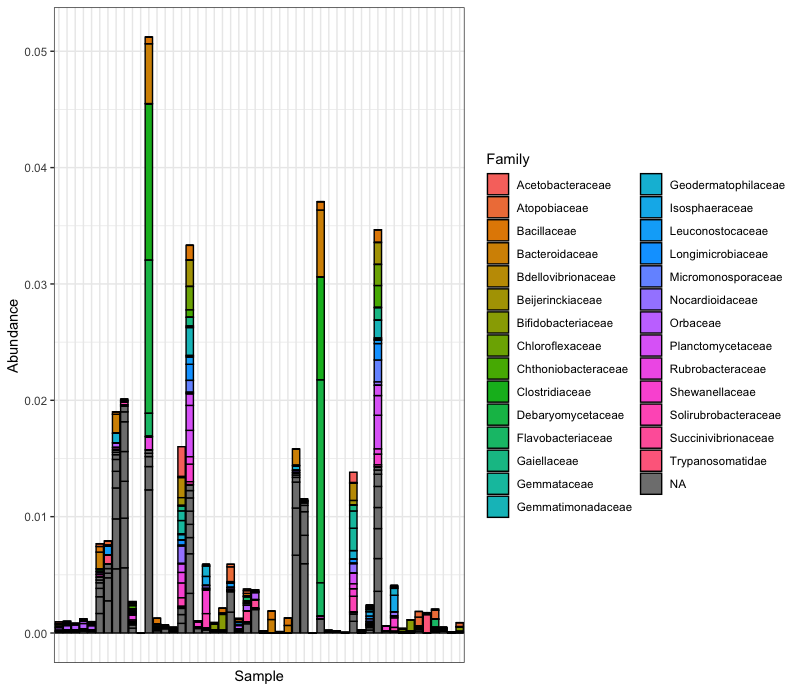 0.05
0.04
0.03
0.02
0.01
0.00
Abundance
Sample
Family
Acetobacteraceae
Atopobiaceae
Bacillaceae
Bacteroidaceae
Bdellovibrionaceae
Beijerinckiaceae
Bifidobacteriaceae
Chloroflexaceae
Chthoniobacteraceae
Clostridiaceae
Debaryomycetaceae
Flavobacteriaceae
Gaiellaceae
Gemmataceae
Gemmatimonadaceae
Geodermatophilaceae
Isosphaeraceae
Leuconostocaceae
Longimicrobiaceae
Micromonosporaceae
Nocardioidaceae
Orbaceae
Planctomycetaceae
Rubrobacteraceae
Shewanellaceae
Solirubrobacteraceae
Succinivibrionaceae
Trypanosomatidae
NA